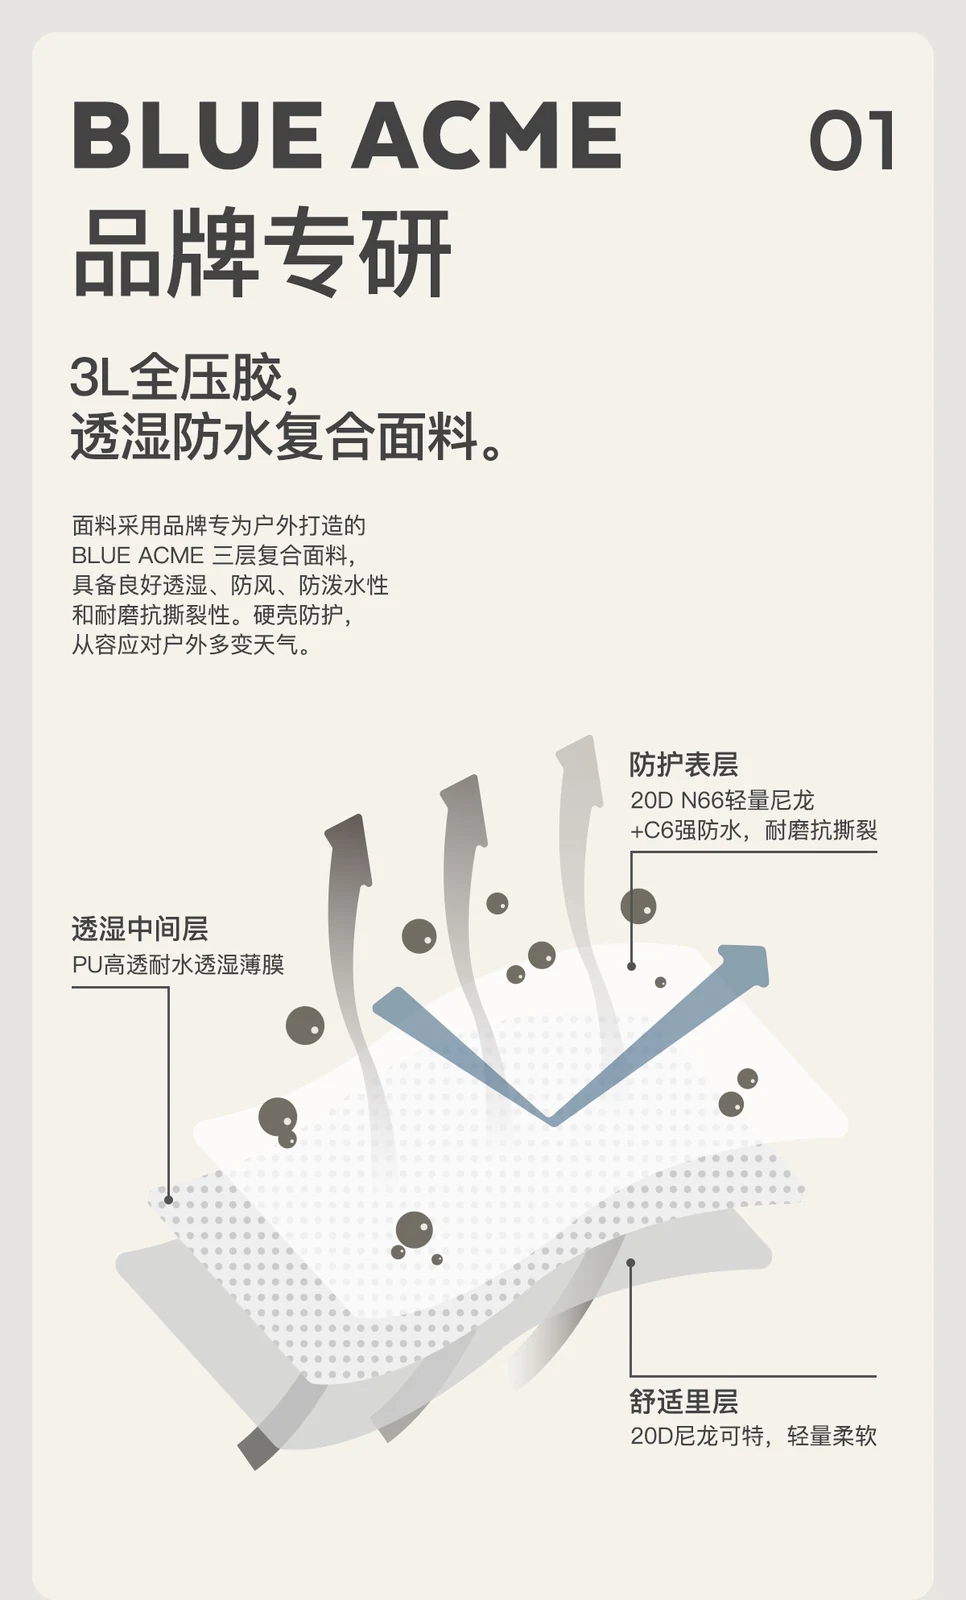 BLUE ACME
01
品牌专研
3L全压胶，
透湿防水复合面料。
面料采用品牌专为户外打造的
BLUE ACME 三层复合面料，
具备良好透湿、防风、防泼水性
和耐磨抗撕裂性。硬壳防护，
从容应对户外多变天气。
防护表层
20D N66轻量尼龙
+C6强防水，耐磨抗撕裂
透湿中间层
PU高透耐水透湿薄膜
舒适里层
20D尼龙可特，轻量柔软